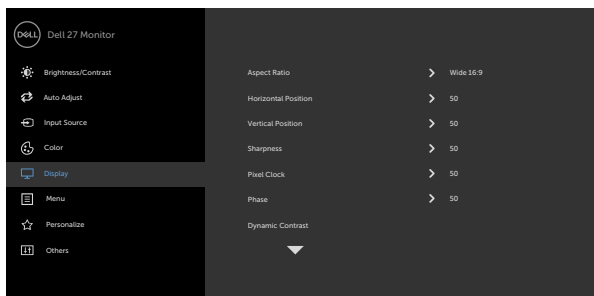 DELL
Dell 27 Monitor
Brightness/Contrast
Auto Adjust
Input Source
Color
Display
Menu
Personalize
Others
Aspect Ratio Wide 16:9
Horizontal Position 50
Vertical Position 50
Sharpness 50
Pixel Clock 50
Phase 50
Dynamic Contrast